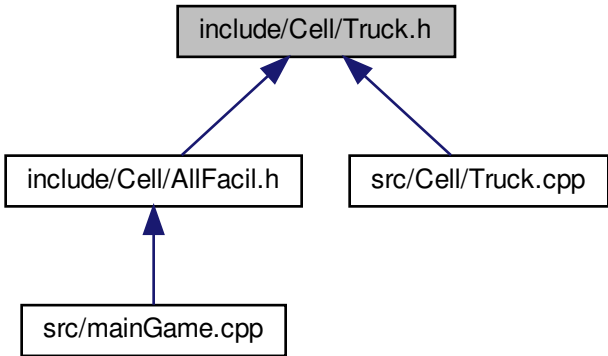 include/Cell/Truck.h
include/Cell/AllFacil.h
src/Cell/Truck.cpp
src/mainGame.cpp